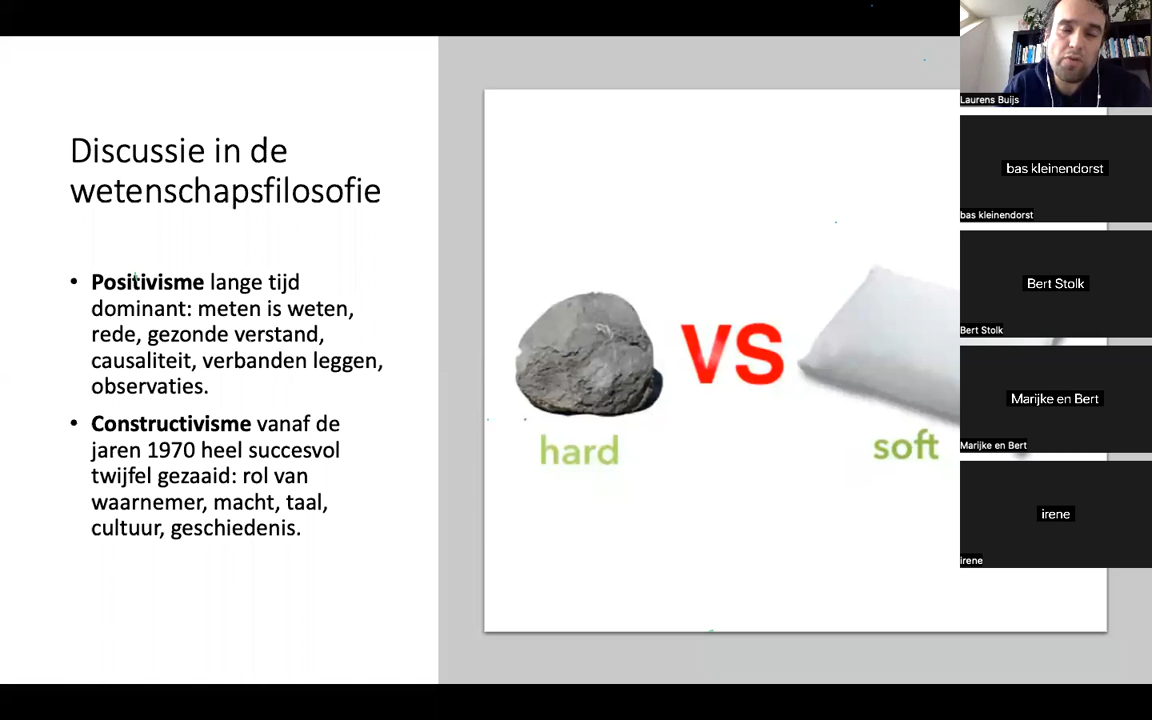 Discussie in de
wetenschapsfilosofie
• Positivisme lange tijd
dominant: meten is weten,
rede, gezonde verstand,
causaliteit, verbanden leggen,
observaties.
• Constructivisme vanaf de
jaren 1970 heel succesvol
twijfel gezaaid: rol van
waarnemer, macht, taal,
cultuur, geschiedenis.
hard
VS
soft
Laurens Buijs
bas kleinendorst
bas kleinendorst
Bert Stolk
Bert Stolk
Marijke en Bert
Marijke en Bert
irene
irene